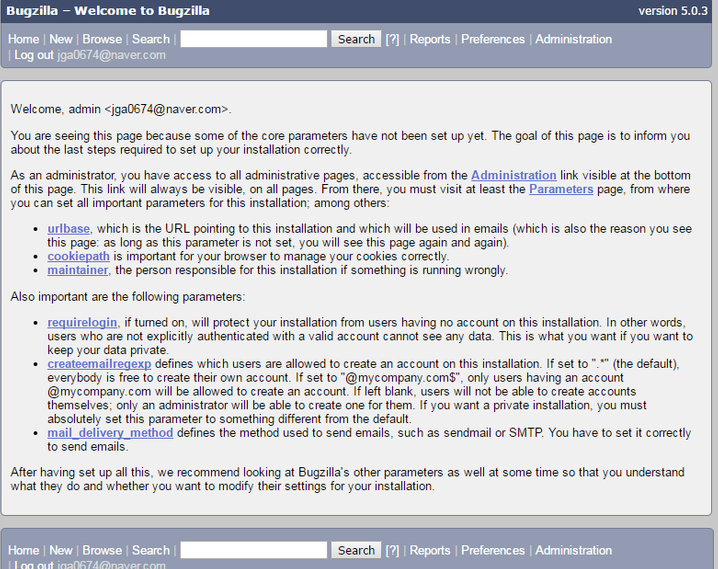 Bugzilla – Welcome to Bugzilla
version 5.0.3
Home | New | Browse | Search | Search [?] | Reports | Preferences | Administration
| Log out jga0674@naver.com
Welcome, admin <jga0674@naver.com>.
You are seeing this page because some of the core parameters have not been set up yet. The goal of this page is to inform you
about the last steps required to set up your installation correctly.
As an administrator, you have access to all administrative pages, accessible from the Administration link visible at the bottom
of this page. This link will always be visible, on all pages. From there, you must visit at least the Parameters page, from where
you can set all important parameters for this installation; among others:
• urlbase, which is the URL pointing to this installation and which will be used in emails (which is also the reason you see
this page: as long as this parameter is not set, you will see this page again and again).
• cookiepath is important for your browser to manage your cookies correctly.
• maintainer, the person responsible for this installation if something is running wrongly.
Also important are the following parameters:
• requirelogin, if turned on, will protect your installation from users having no account on this installation. In other words,
users who are not explicitly authenticated with a valid account cannot see any data. This is what you want if you want to
keep your data private.
• createemailregexp defines which users are allowed to create an account on this installation. If set to ".*" (the default),
everybody is free to create their own account. If set to "@mycompany.com$", only users having an account
@mycompany.com will be allowed to create an account. If left blank, users will not be able to create accounts
themselves; only an administrator will be able to create one for them. If you want a private installation, you must
absolutely set this parameter to something different from the default.
• mail_delivery_method defines the method used to send emails, such as sendmail or SMTP. You have to set it correctly
to send emails.
After having set up all this, we recommend looking at Bugzilla's other parameters as well at some time so that you understand
what they do and whether you want to modify their settings for your installation.
Home | New | Browse | Search | Search [?] | Reports | Preferences | Administration
| Log out jga0674@naver.com